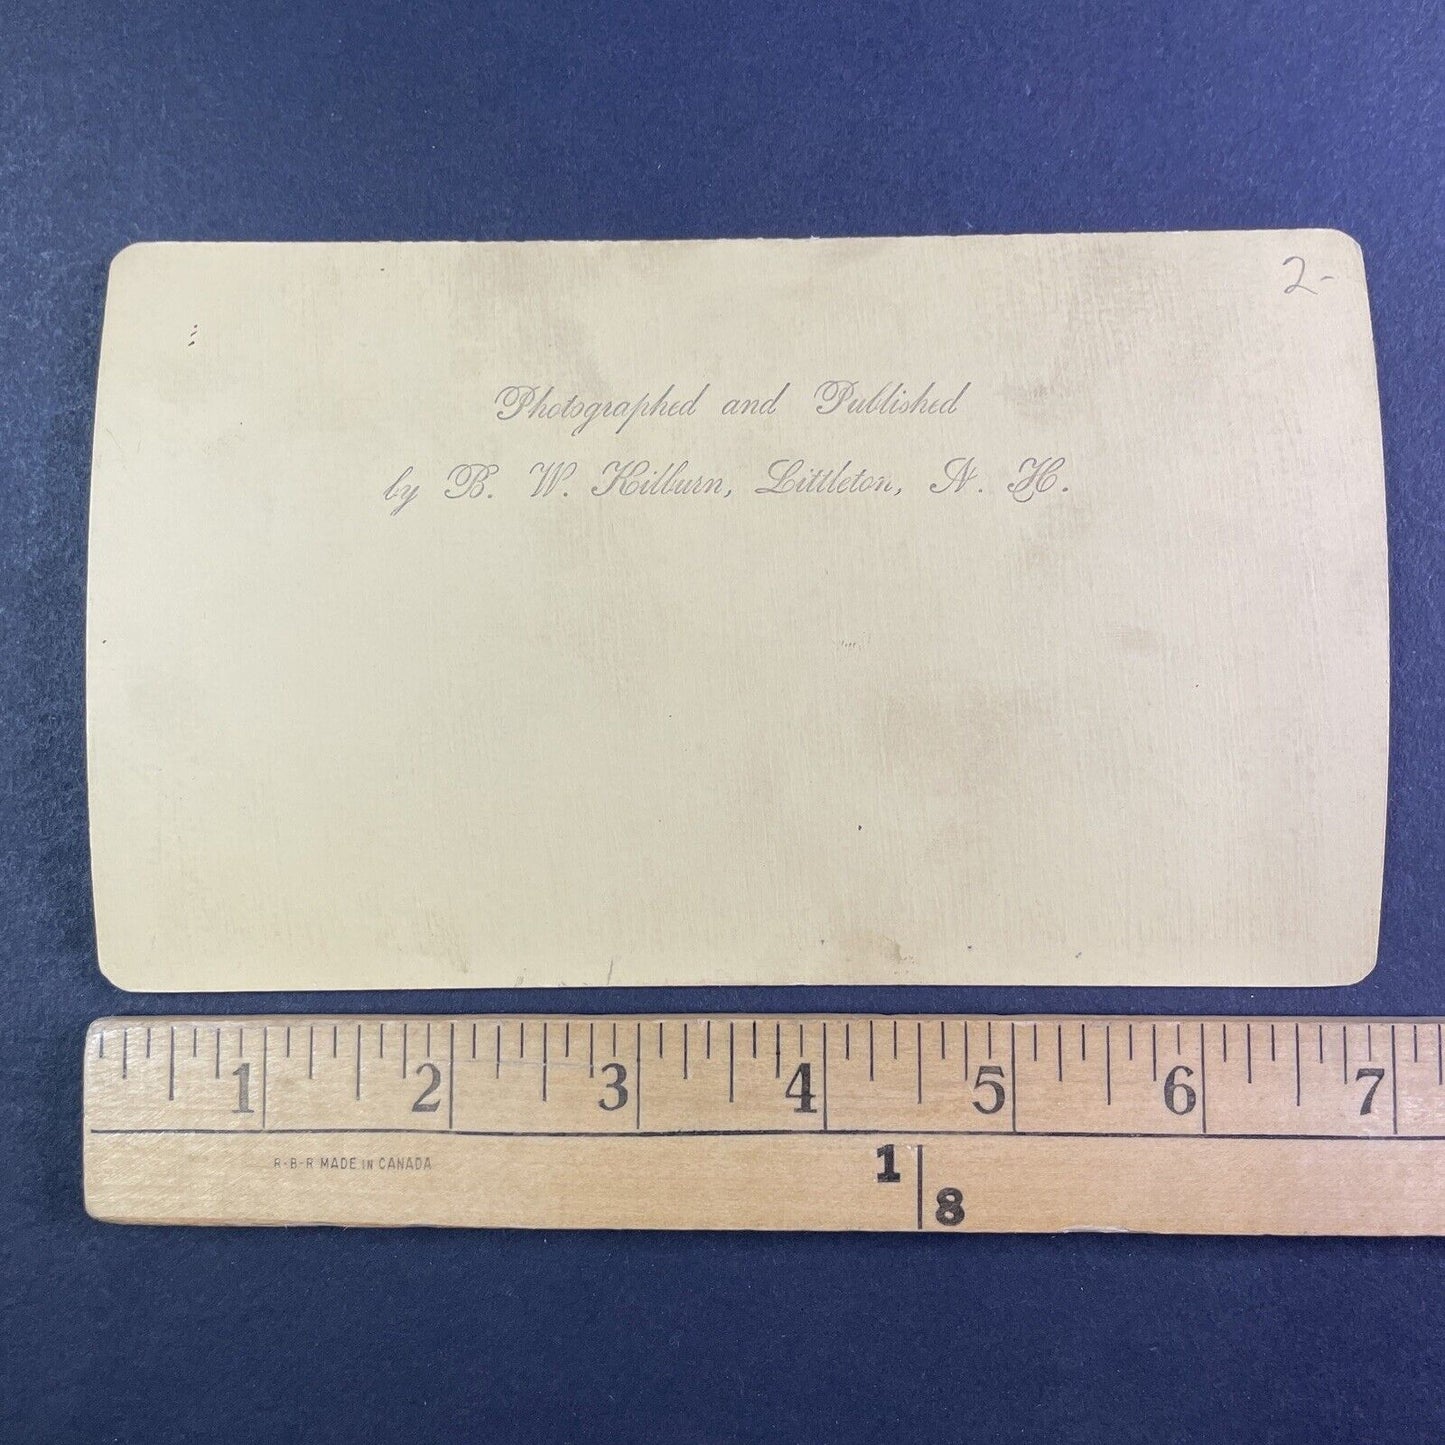 2-
Photographed and Published
by B. W. Kilburn, Littleton, N. H.
1 2 3 4 5 6 7
R-B-R MADE IN CANADA
1
8